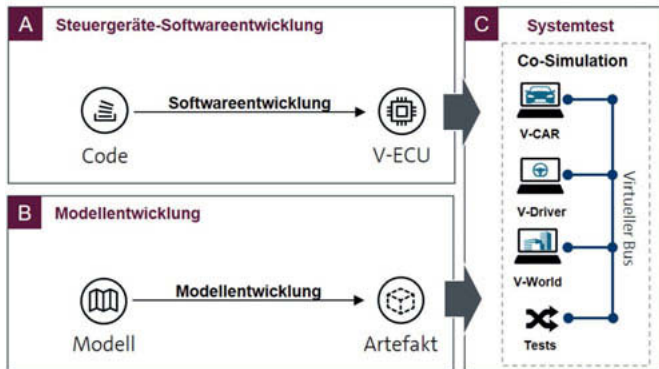 A Steuergeräte-Softwareentwicklung
Softwareentwicklung
Code
V-ECU
B Modellentwicklung
Modellentwicklung
Modell
Artefakt
C Systemtest
Co-Simulation
V-CAR
V-Driver
V-World
Tests
Virtueller Bus